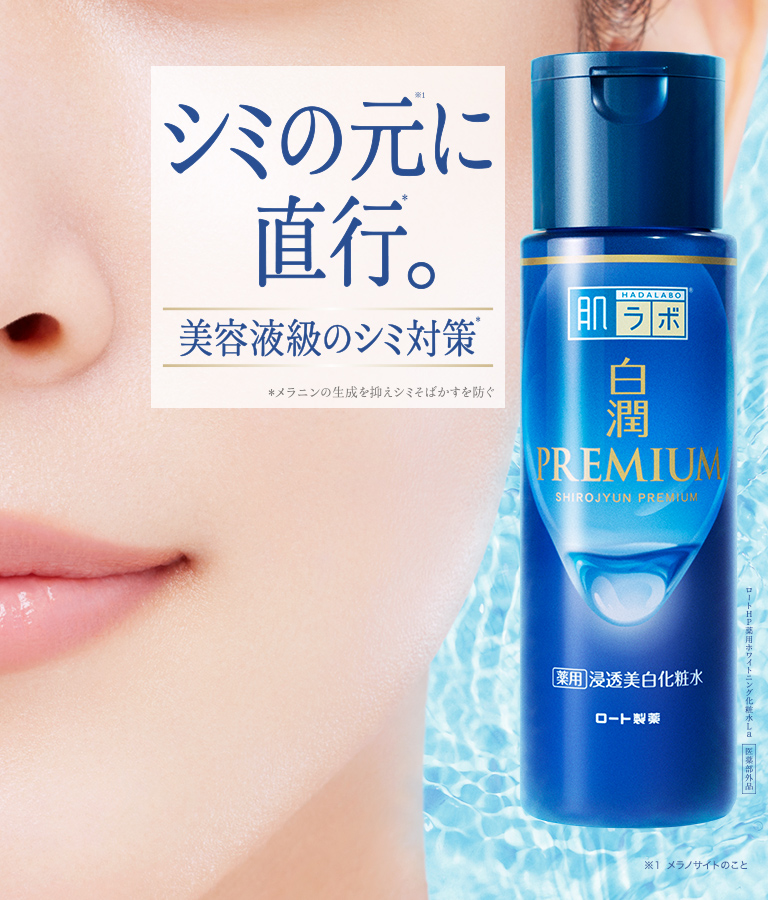 シミの元に※1
直行*。
美容液級のシミ対策*
*メラニンの生成を抑えシミそばかすを防ぐ
HADALABO®
肌ラボ
白潤
PREMIUM
SHIROJYUN PREMIUM
薬用 浸透美白化粧水
ロート製薬
ロートHP薬用ホワイトニング化粧水La 医薬部外品
※1 メラノサイトのこと